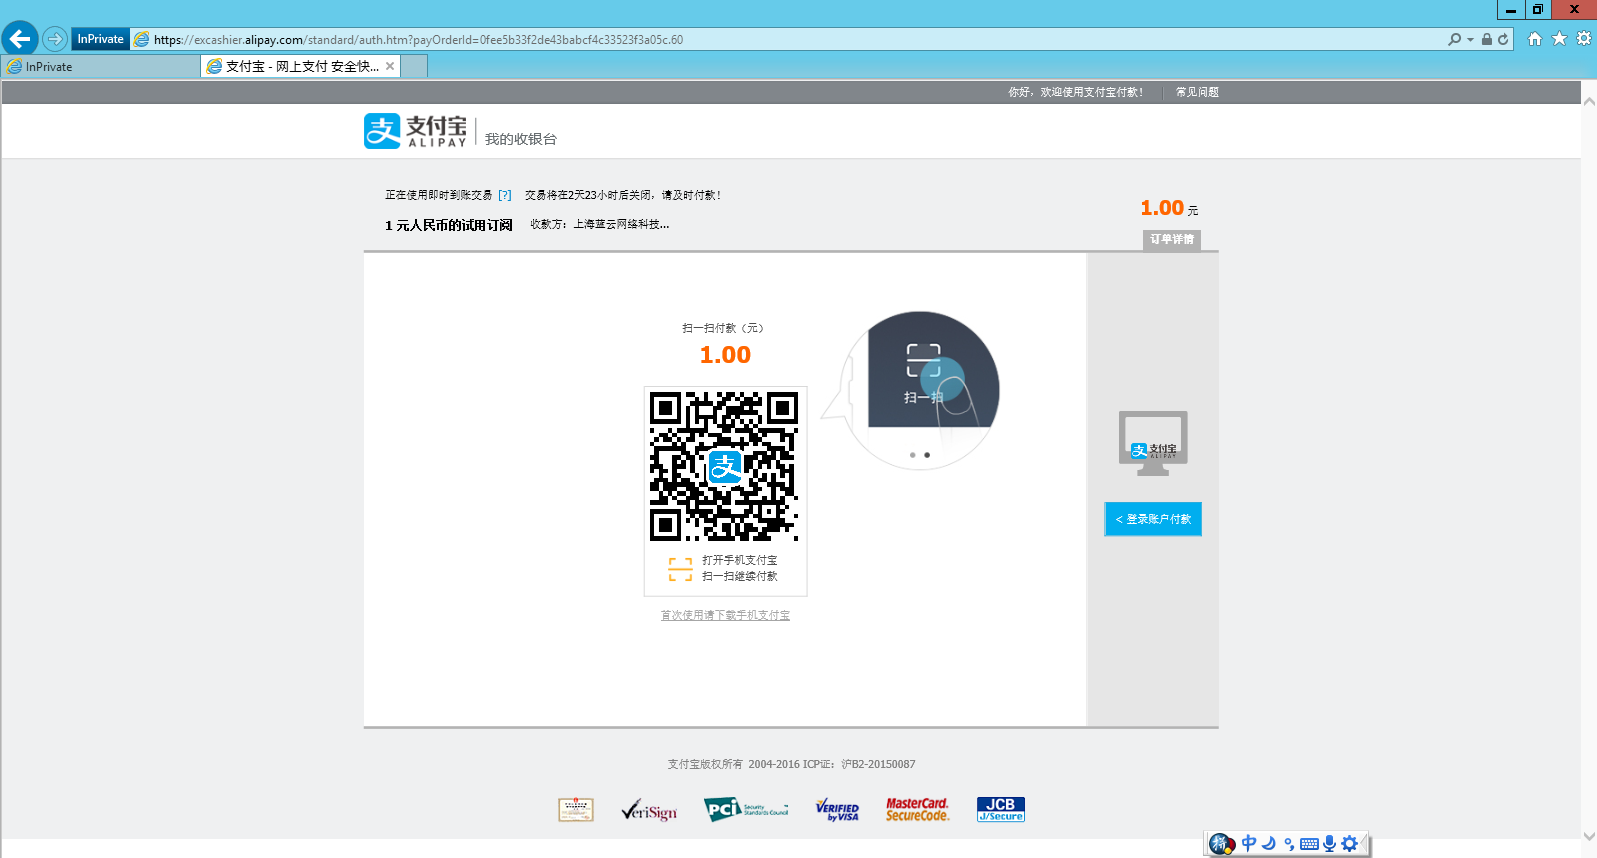 InPrivate
https://excashier.alipay.com/standard/auth.htm?payOrderId=0fee5b33f2de43babcf4c33523f3a05c.60
InPrivate
支付宝 - 网上支付 安全快...
你好，欢迎使用支付宝付款！
常见问题
支付宝
ALIPAY
我的收银台
正在使用即时到账交易 [?] 交易将在2天23小时后关闭，请及时付款！
1.00 元
1 元人民币的试用订阅 收款方：上海蓝云网络科技...
订单详情
扫一扫付款（元）
1.00
扫一扫
支
支
支付宝
ALIPAY
< 登录账户付款
打开手机支付宝
扫一扫继续付款
首次使用请下载手机支付宝
支付宝版权所有 2004-2016 ICP证：沪B2-20150087
VeriSign
PCI Security Standards Council
VERIFIED by VISA
MasterCard. SecureCode.
JCB J/Secure
中